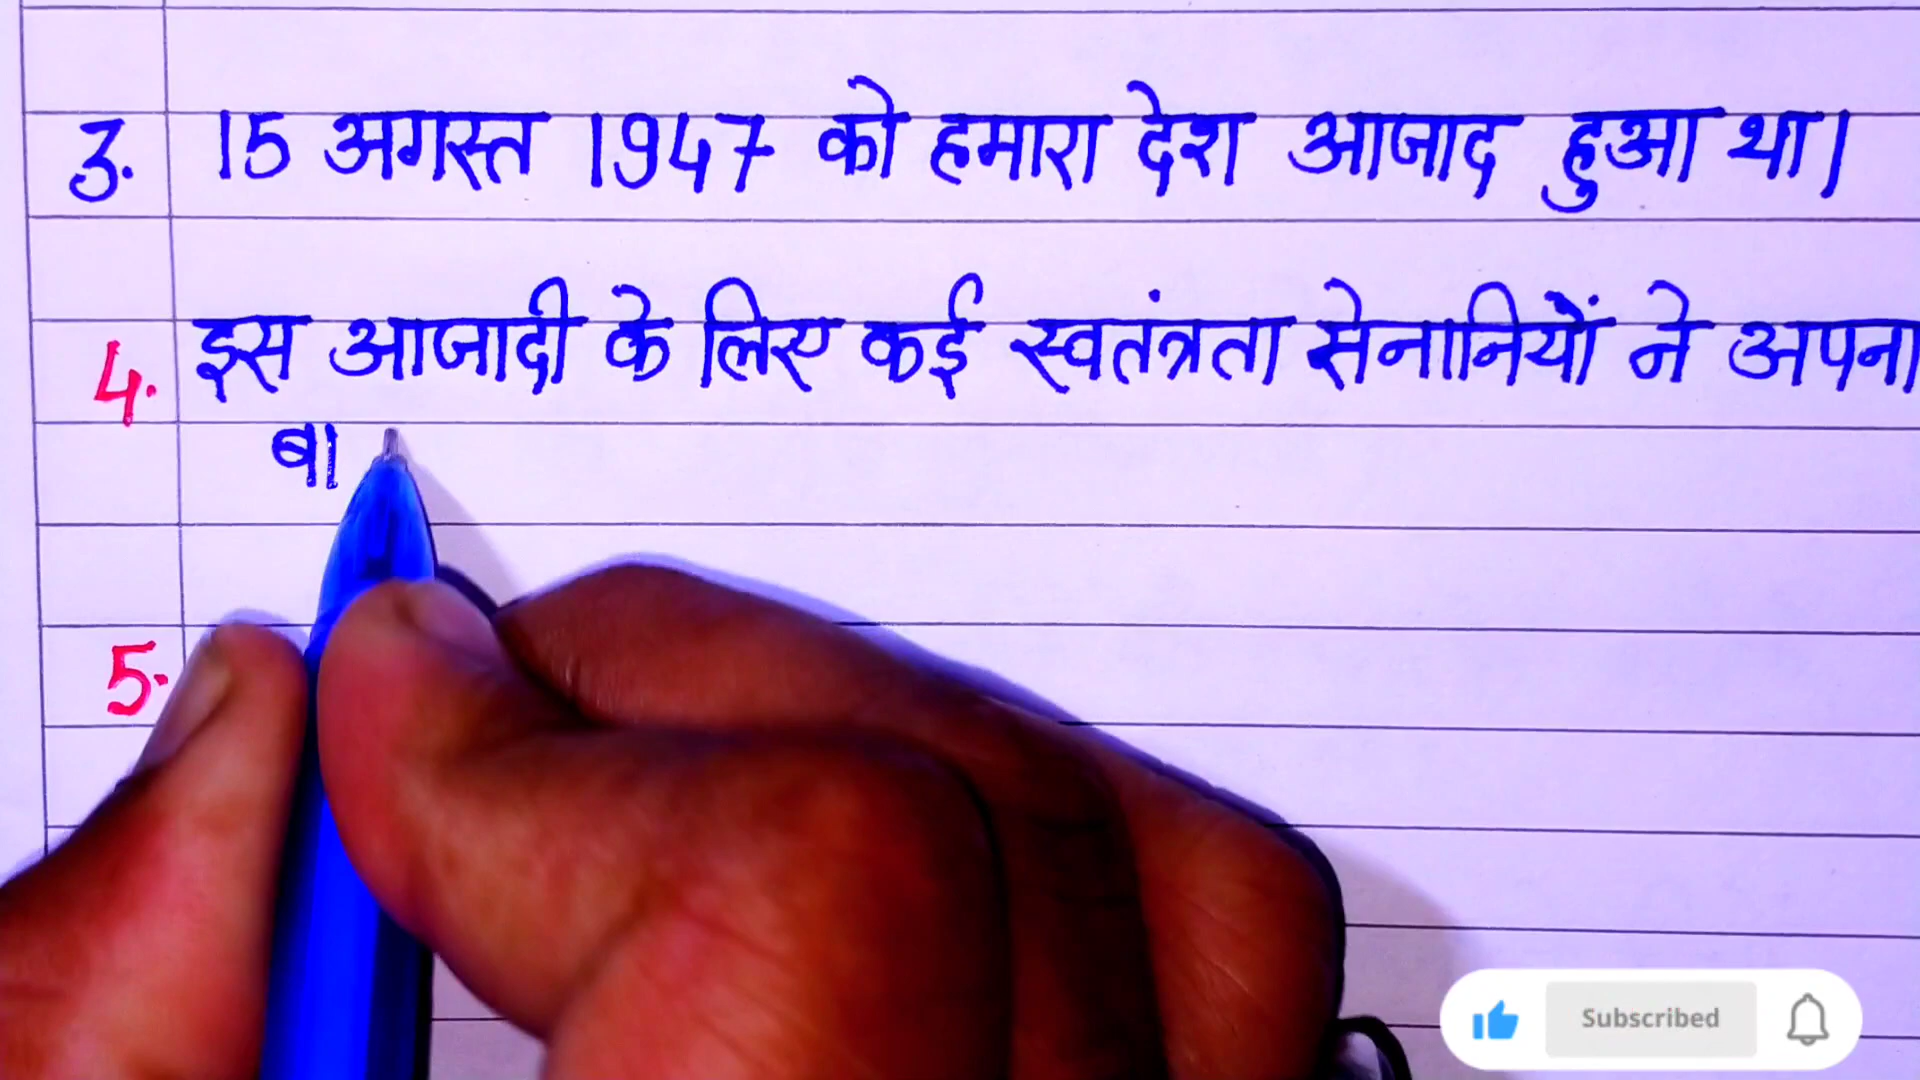 3. 15 अगस्त 1947 को हमारा देश आजाद हुआ था।
4. इस आजादी के लिए कई स्वतंत्रता सेनानियों ने अपना
बा
5.
Subscribed